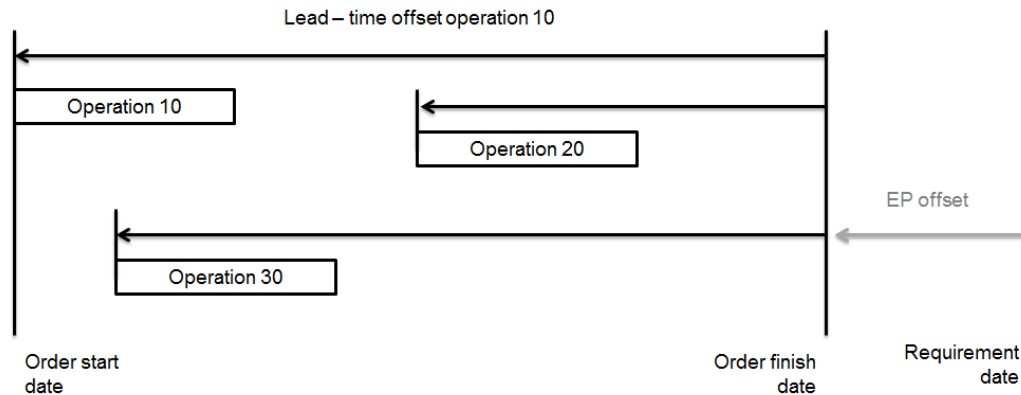 Lead – time offset operation 10
Operation 10
Operation 20
EP offset
Operation 30
Order start
date
Order finish
date
Requirement
date